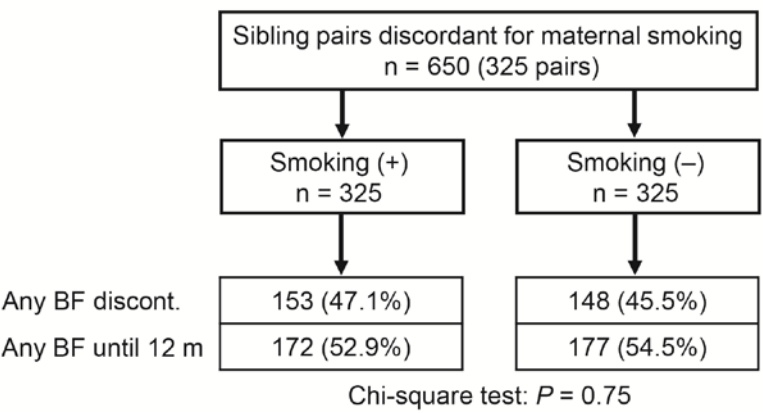 Sibling pairs discordant for maternal smoking
n = 650 (325 pairs)
Smoking (+)
n = 325
Smoking (–)
n = 325
Any BF discont. 153 (47.1%) 148 (45.5%)
Any BF until 12 m 172 (52.9%) 177 (54.5%)
Chi-square test: P = 0.75